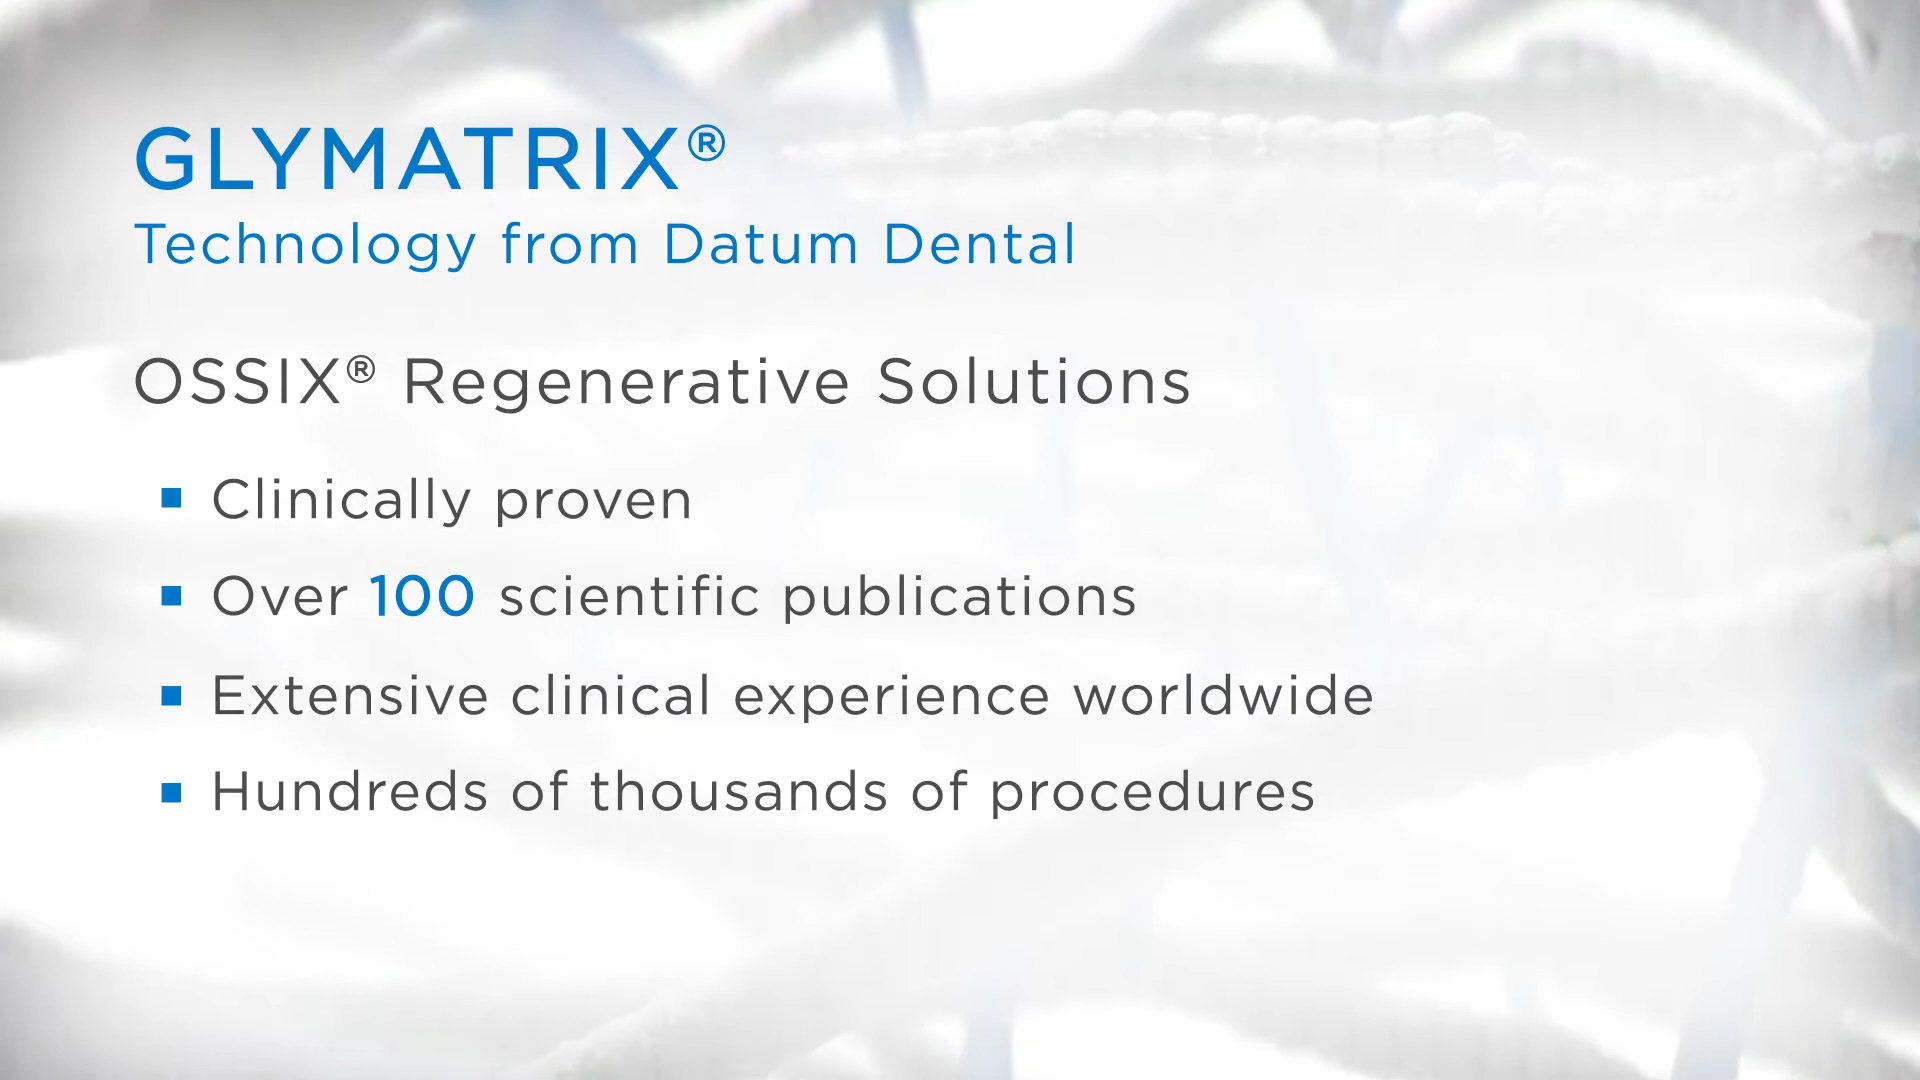 GLYMATRIX®
Technology from Datum Dental
OSSIX® Regenerative Solutions
▪ Clinically proven
▪ Over 100 scientific publications
▪ Extensive clinical experience worldwide
▪ Hundreds of thousands of procedures